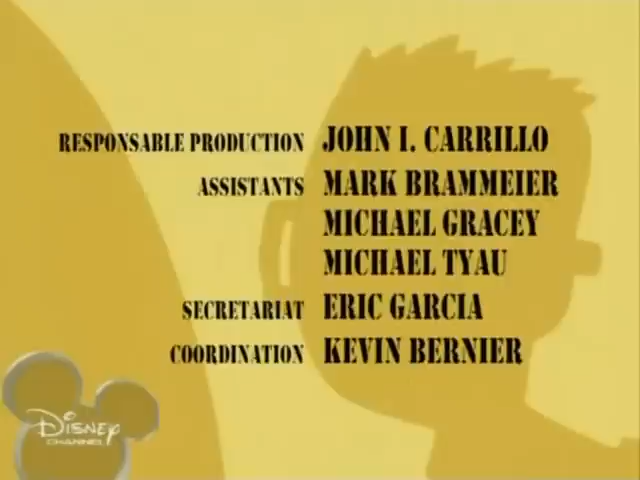 RESPONSABLE PRODUCTION JOHN I. CARRILLO
ASSISTANTS MARK BRAMMEIER
MICHAEL GRACEY
MICHAEL TYAU
SECRETARIAT ERIC GARCIA
COORDINATION KEVIN BERNIER
DISNEY
CHANNEL